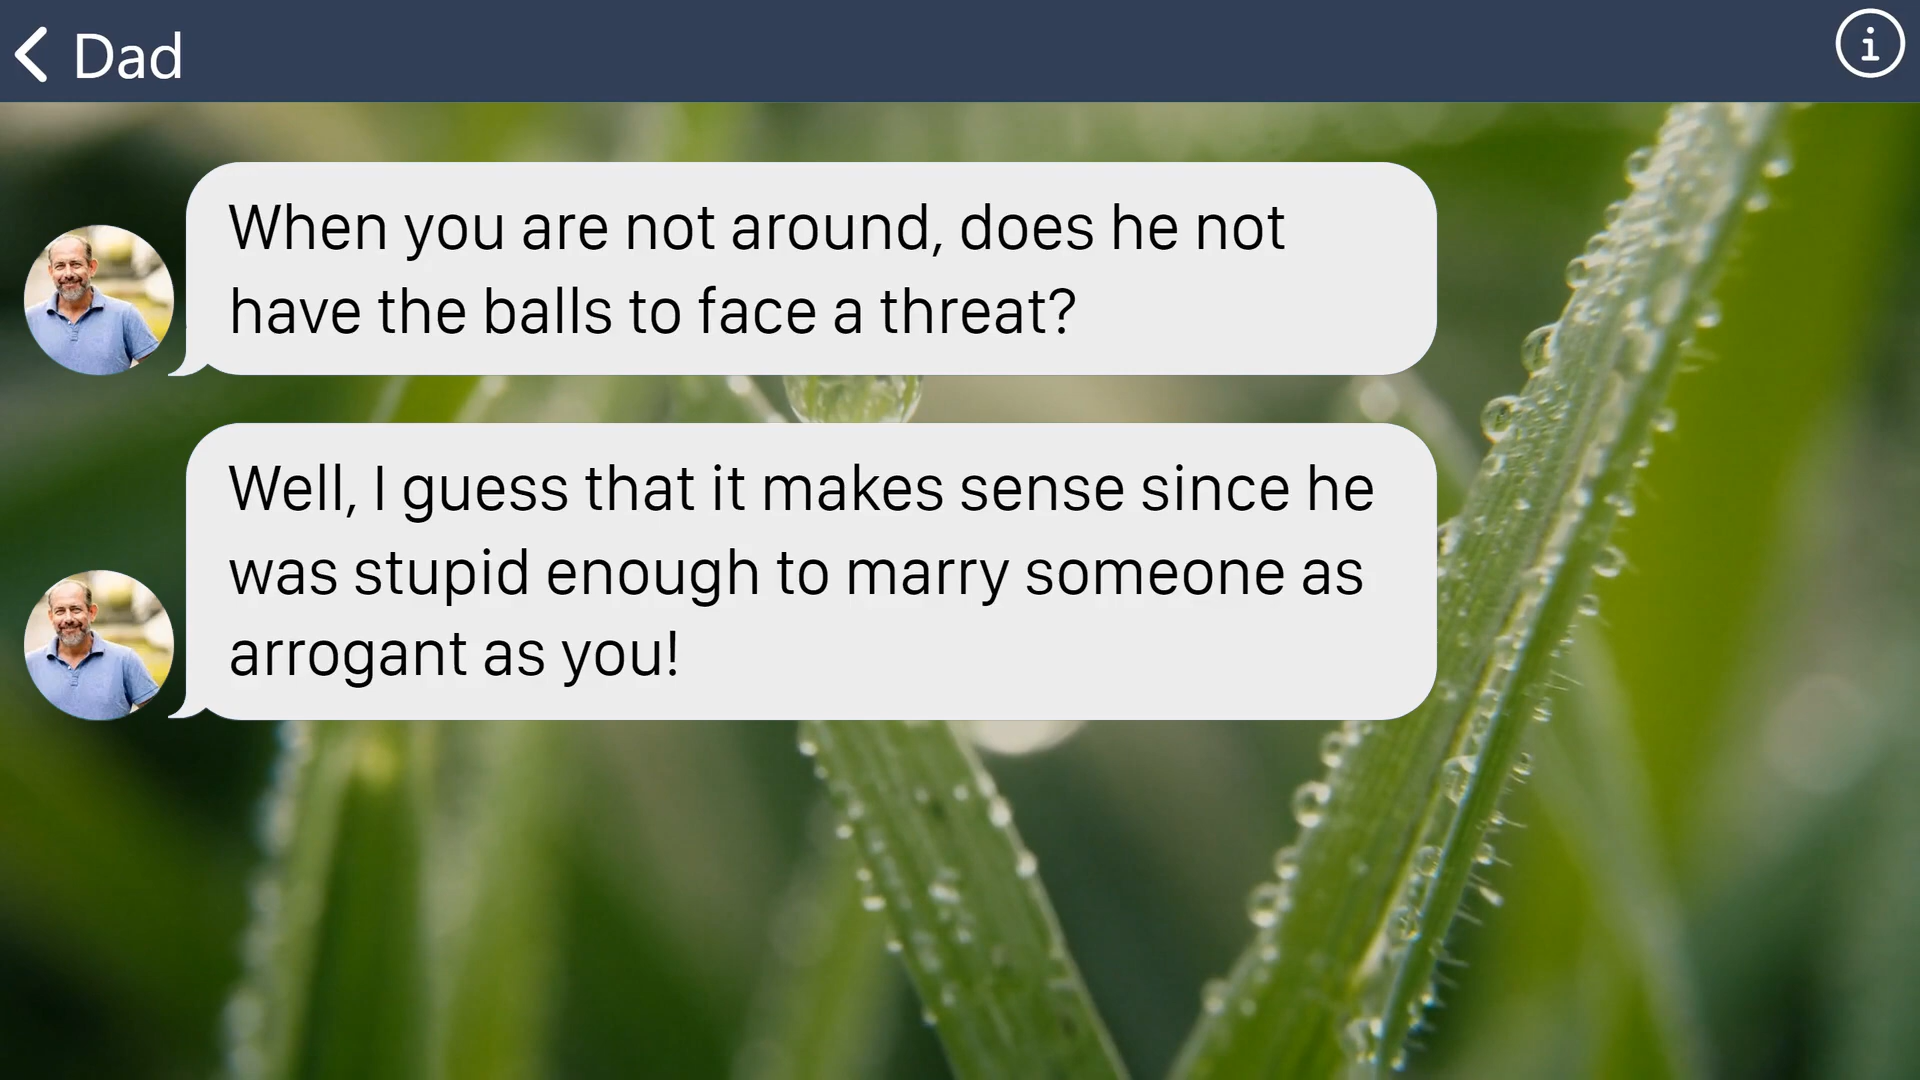 Dad
When you are not around, does he not
have the balls to face a threat?
Well, I guess that it makes sense since he
was stupid enough to marry someone as
arrogant as you!